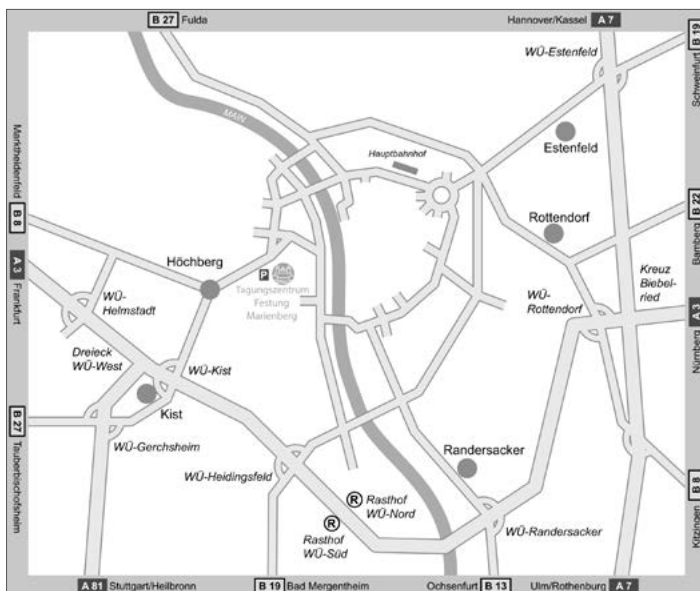 B 27 Fulda
Hannover/Kassel A 7
B 19
Schweinfurt
WÜ-Estenfeld
MAIN
Hauptbahnhof
Estenfeld
Marktheidenfeld
B 8
A 3
Frankfurt
Rottendorf
B 22
Bamberg
Höchberg
P
Tagungszentrum
Festung
Marienberg
Kreuz
Biebel-
ried
WÜ-
Helmstadt
WÜ-
Rottendorf
A 3
Nürnberg
Dreieck
WÜ-West
WÜ-Kist
Kist
B 27
Tauberbischofsheim
WÜ-Gerchsheim
WÜ-Heidingsfeld
Randersacker
R
Rasthof
WÜ-Nord
R
Rasthof
WÜ-Süd
WÜ-Randersacker
B 8
Kitzingen
A 81 Stuttgart/Heilbronn
B 19 Bad Mergentheim
Ochsenfurt B 13
Ulm/Rothenburg A 7